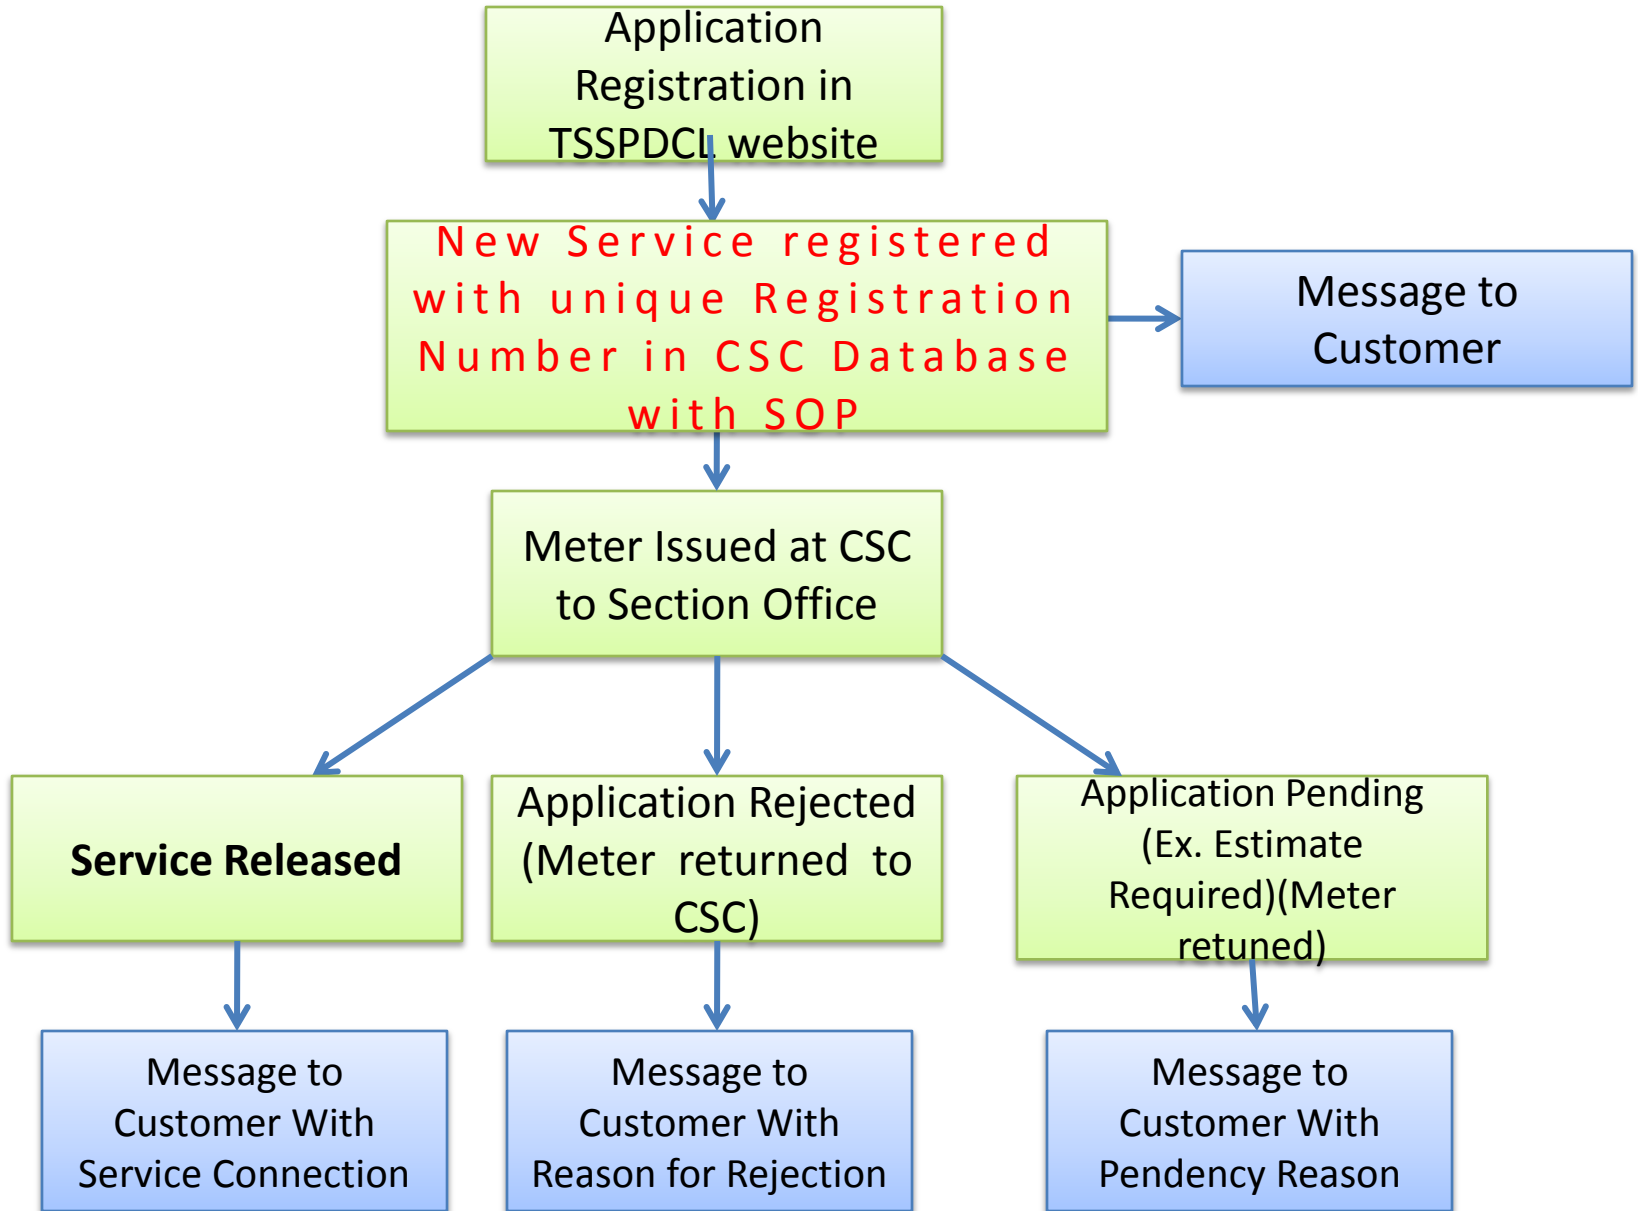 Application
Registration in
TSSPDCL website
New Service registered
with unique Registration
Number in CSC Database
with SOP
Message to
Customer
Meter Issued at CSC
to Section Office
Service Released
Application Rejected
(Meter returned to
CSC)
Application Pending
(Ex. Estimate
Required)(Meter
retuned)
Message to
Customer With
Service Connection
Message to
Customer With
Reason for Rejection
Message to
Customer With
Pendency Reason